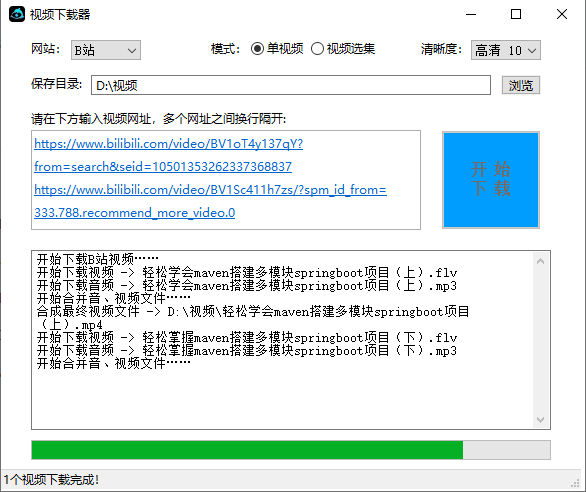 视频下载器
网站: B站 模式: 单视频 视频选集 清晰度: 高清 10
保存目录: D:\视频 浏览
请在下方输入视频网址，多个网址之间换行隔开:
https://www.bilibili.com/video/BV1oT4y137qY?
from=search&seid=10501353262337368837
https://www.bilibili.com/video/BV1Sc411h7zs/?spm_id_from=
333.788.recommend_more_video.0
开 始
下 载
开始下载B站视频……
开始下载视频 -> 轻松学会maven搭建多模块springboot项目（上）.flv
开始下载音频 -> 轻松学会maven搭建多模块springboot项目（上）.mp3
开始合并音、视频文件……
合成最终视频文件 -> D:\视频\轻松学会maven搭建多模块springboot项目
（上）.mp4
开始下载视频 -> 轻松掌握maven搭建多模块springboot项目（下）.flv
开始下载音频 -> 轻松掌握maven搭建多模块springboot项目（下）.mp3
开始合并音、视频文件……
1个视频下载完成!